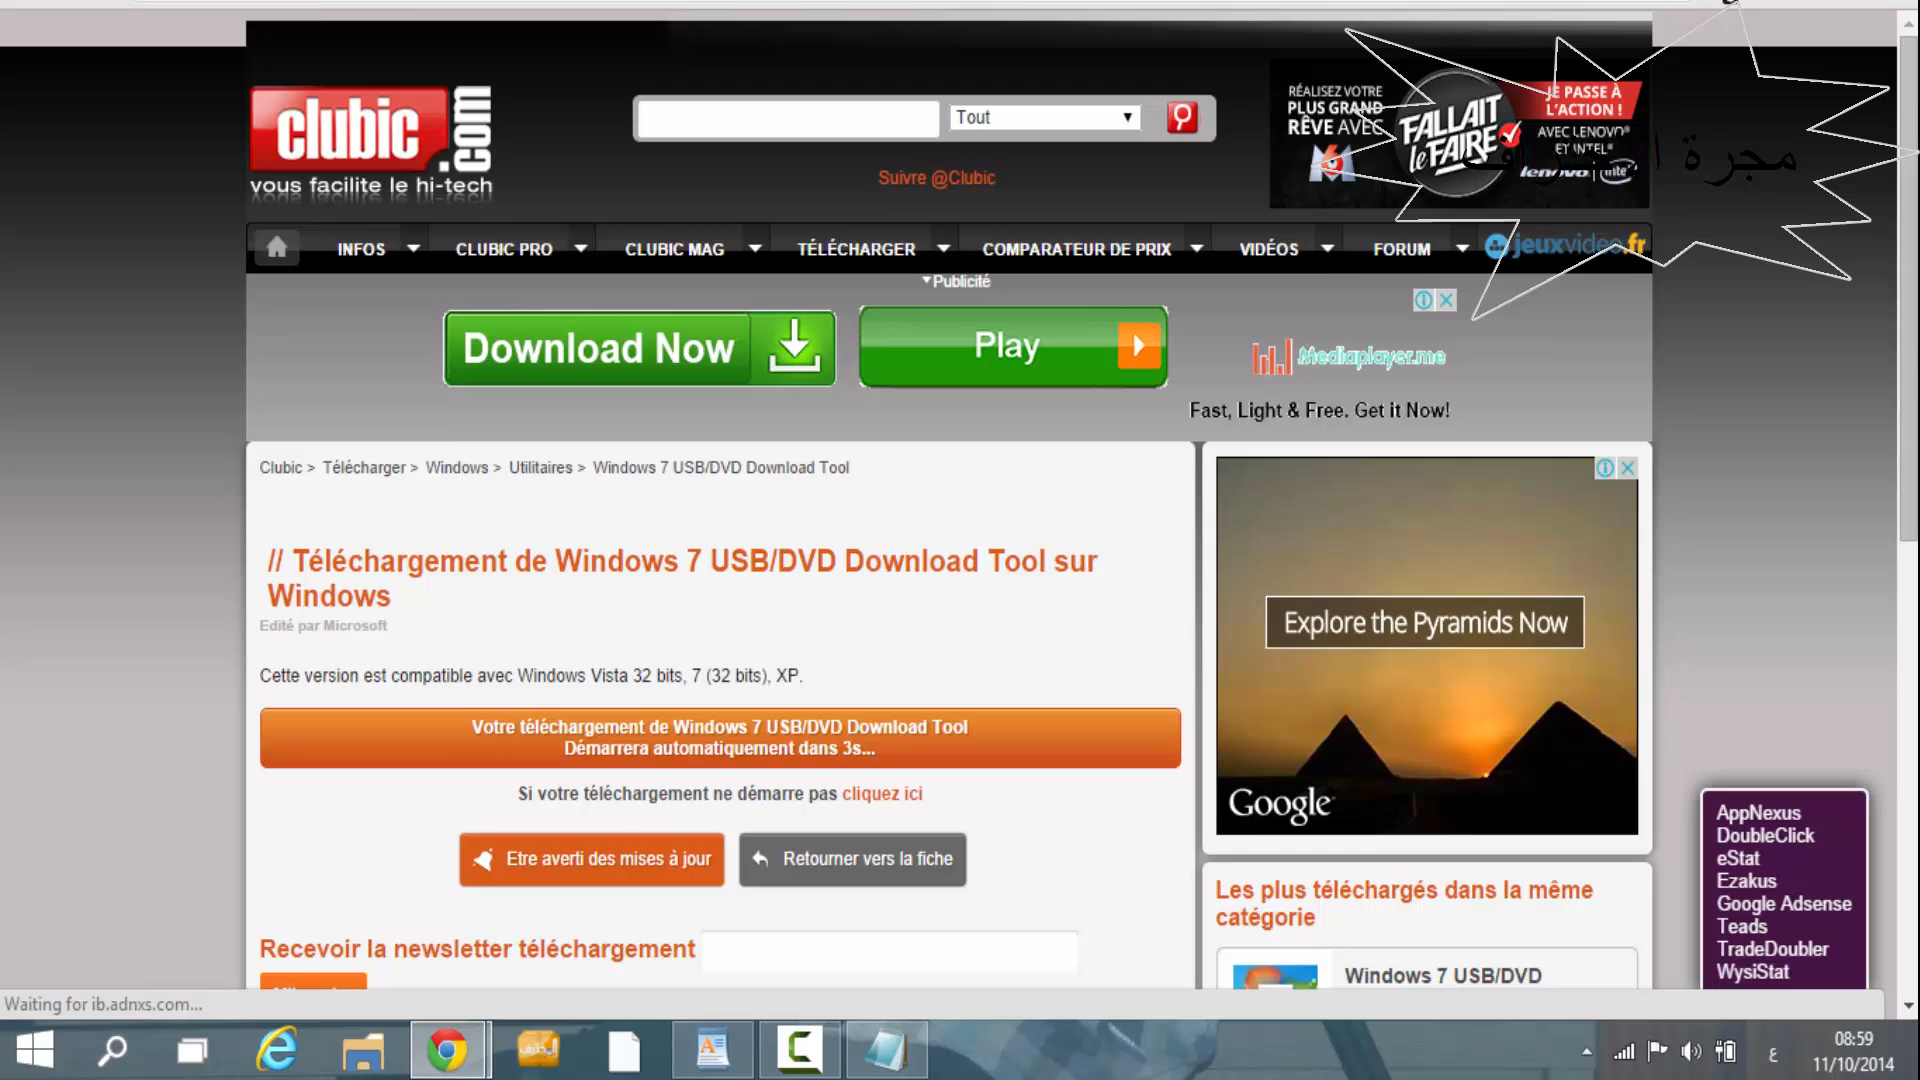 clubic.com
vous facilite le hi-tech
Tout
Suivre @Clubic
RÉALISEZ VOTRE
PLUS GRAND
RÊVE AVEC
M6
FALLAIT
le FAIRE
JE PASSE À
L'ACTION !
AVEC LENOVO®
ET INTEL®
lenovo
مجرة
INFOS
CLUBIC PRO
CLUBIC MAG
TÉLÉCHARGER
COMPARATEUR DE PRIX
VIDÉOS
FORUM
jeuxvideo.fr
Publicité
Download Now
Play
Mediaplayer.me
Fast, Light & Free. Get it Now!
Clubic > Télécharger > Windows > Utilitaires > Windows 7 USB/DVD Download Tool
// Téléchargement de Windows 7 USB/DVD Download Tool sur
Windows
Edité par Microsoft
Cette version est compatible avec Windows Vista 32 bits, 7 (32 bits), XP.
Votre téléchargement de Windows 7 USB/DVD Download Tool
Démarrera automatiquement dans 3s...
Si votre téléchargement ne démarre pas cliquez ici
Etre averti des mises à jour
Retourner vers la fiche
Recevoir la newsletter téléchargement
Explore the Pyramids Now
Google
Les plus téléchargés dans la même
catégorie
Windows 7 USB/DVD
AppNexus
DoubleClick
eStat
Ezakus
Google Adsense
Teads
TradeDoubler
WysiStat
Waiting for ib.adnxs.com...
ع
08:59
11/10/2014